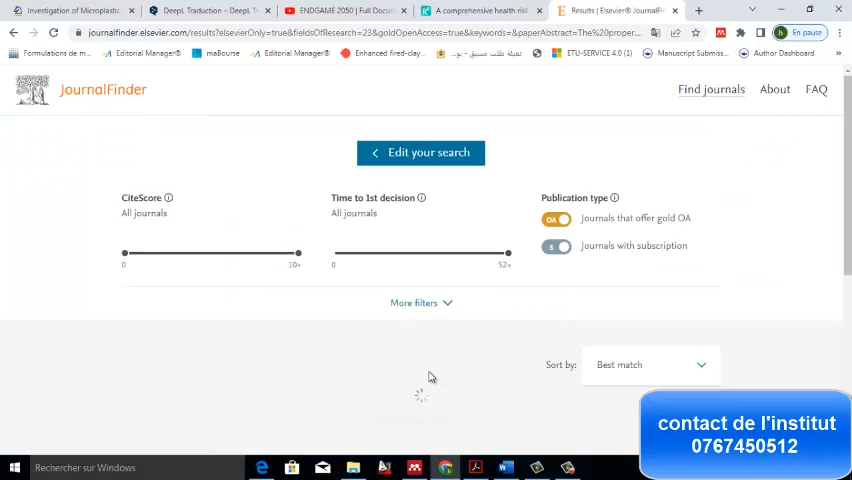 Investigation of Microplastic
DeepL Traduction – DeepL Tr
ENDGAME 2050 | Full Docum
A comprehensive health risk
Results | Elsevier® JournalFin
journalfinder.elsevier.com/results?elsevierOnly=true&fieldsOfResearch=23&goldOpenAccess=true&keywords=&paperAbstract=The%20proper...
En pause
Formulations de m...
Editorial Manager®
maBourse
Editorial Manager®
Enhanced fired-clay...
ETU-SERVICE 4.0 (1)
Manuscript Submiss...
Author Dashboard
JournalFinder
Find journals
About
FAQ
Edit your search
CiteScore
Time to 1st decision
Publication type
All journals
All journals
OA
Journals that offer gold OA
S
Journals with subscription
0
10+
0
52+
More filters
Sort by:
Best match
contact de l'institut
0767450512
Rechercher sur Windows